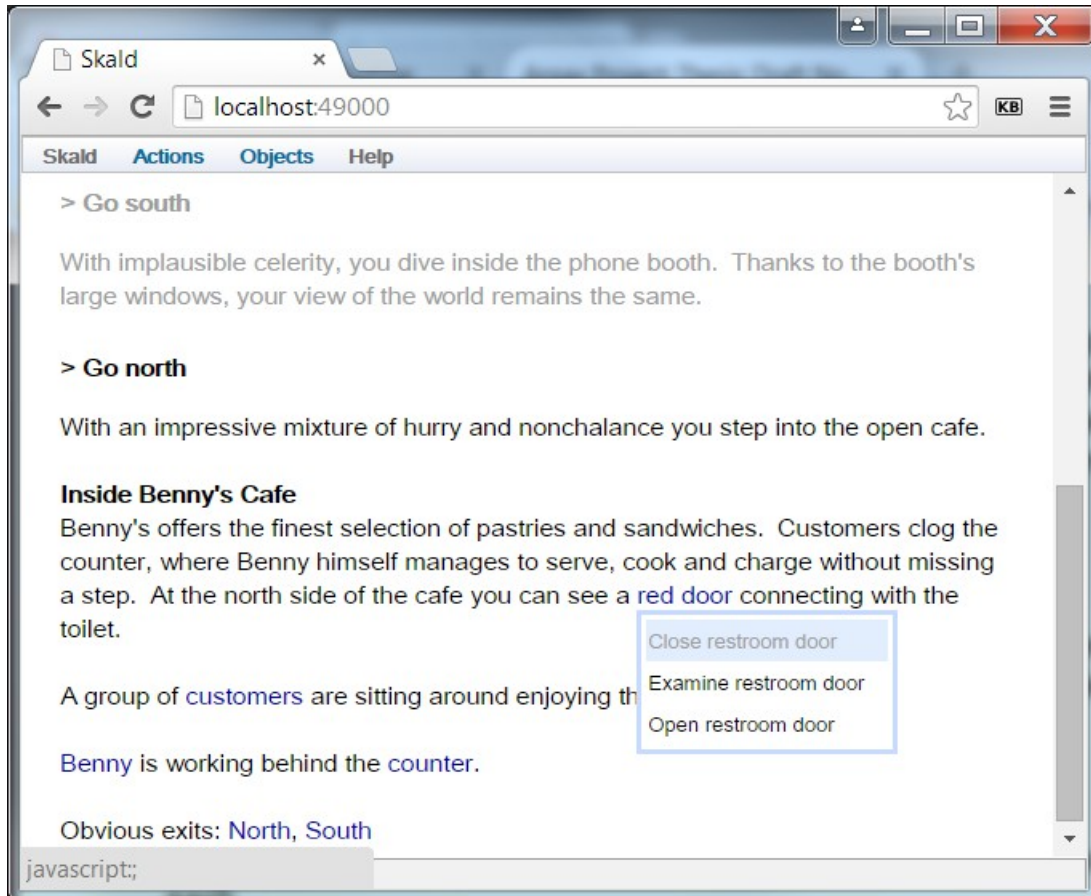 Skald
localhost:49000
KB
Skald Actions Objects Help
> Go south
With implausible celerity, you dive inside the phone booth. Thanks to the booth's
large windows, your view of the world remains the same.
> Go north
With an impressive mixture of hurry and nonchalance you step into the open cafe.
Inside Benny's Cafe
Benny's offers the finest selection of pastries and sandwiches. Customers clog the
counter, where Benny himself manages to serve, cook and charge without missing
a step. At the north side of the cafe you can see a red door connecting with the
toilet.
Close restroom door
Examine restroom door
Open restroom door
A group of customers are sitting around enjoying
Benny is working behind the counter.
Obvious exits: North, South
javascript:;